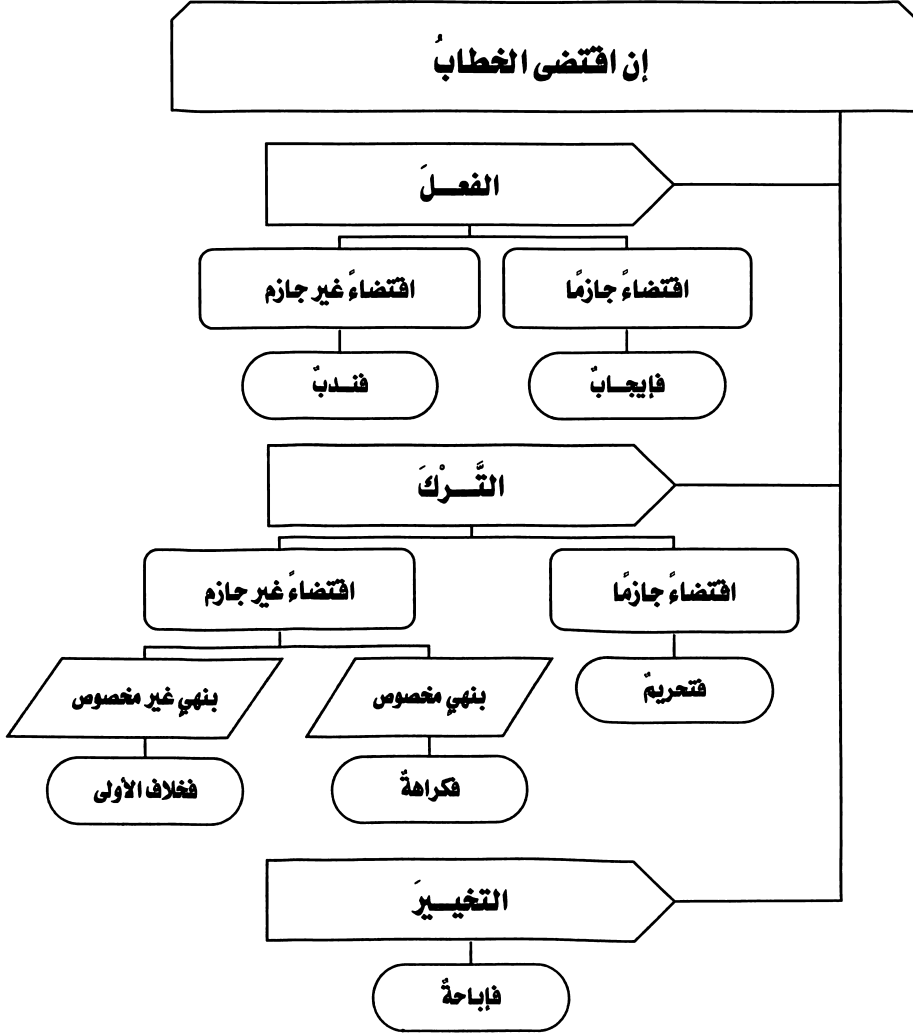 إن اقتضى الخطابُ
الفعــلَ
اقتضاءً جازمًا
اقتضاءً غير جازم
فإيجــابٌ
فنــدبٌ
التَّــرْكَ
اقتضاءً جازمًا
اقتضاءً غير جازم
فتحريمٌ
بنهيٍ مخصوص
بنهيٍ غير مخصوص
فكراهةٌ
فخلاف الأولى
التخييــرَ
فإباحةٌ